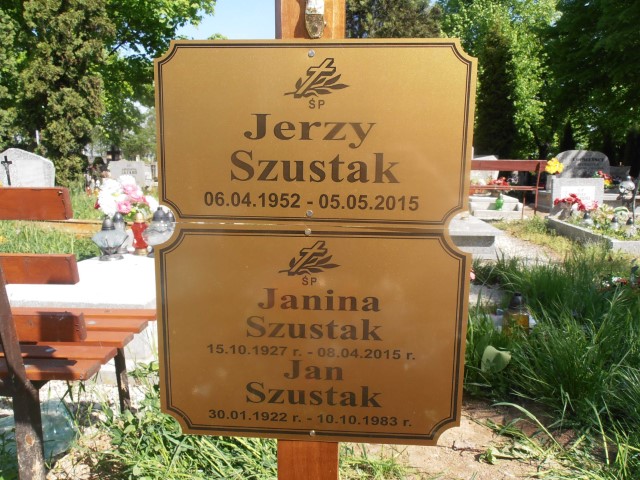 ŚP
Jerzy
Szustak
06.04.1952 - 05.05.2015
ŚP
Janina
Szustak
15.10.1927 r. - 08.04.2015 r.
Jan
Szustak
30.01.1922 r. - 10.10.1983 r.